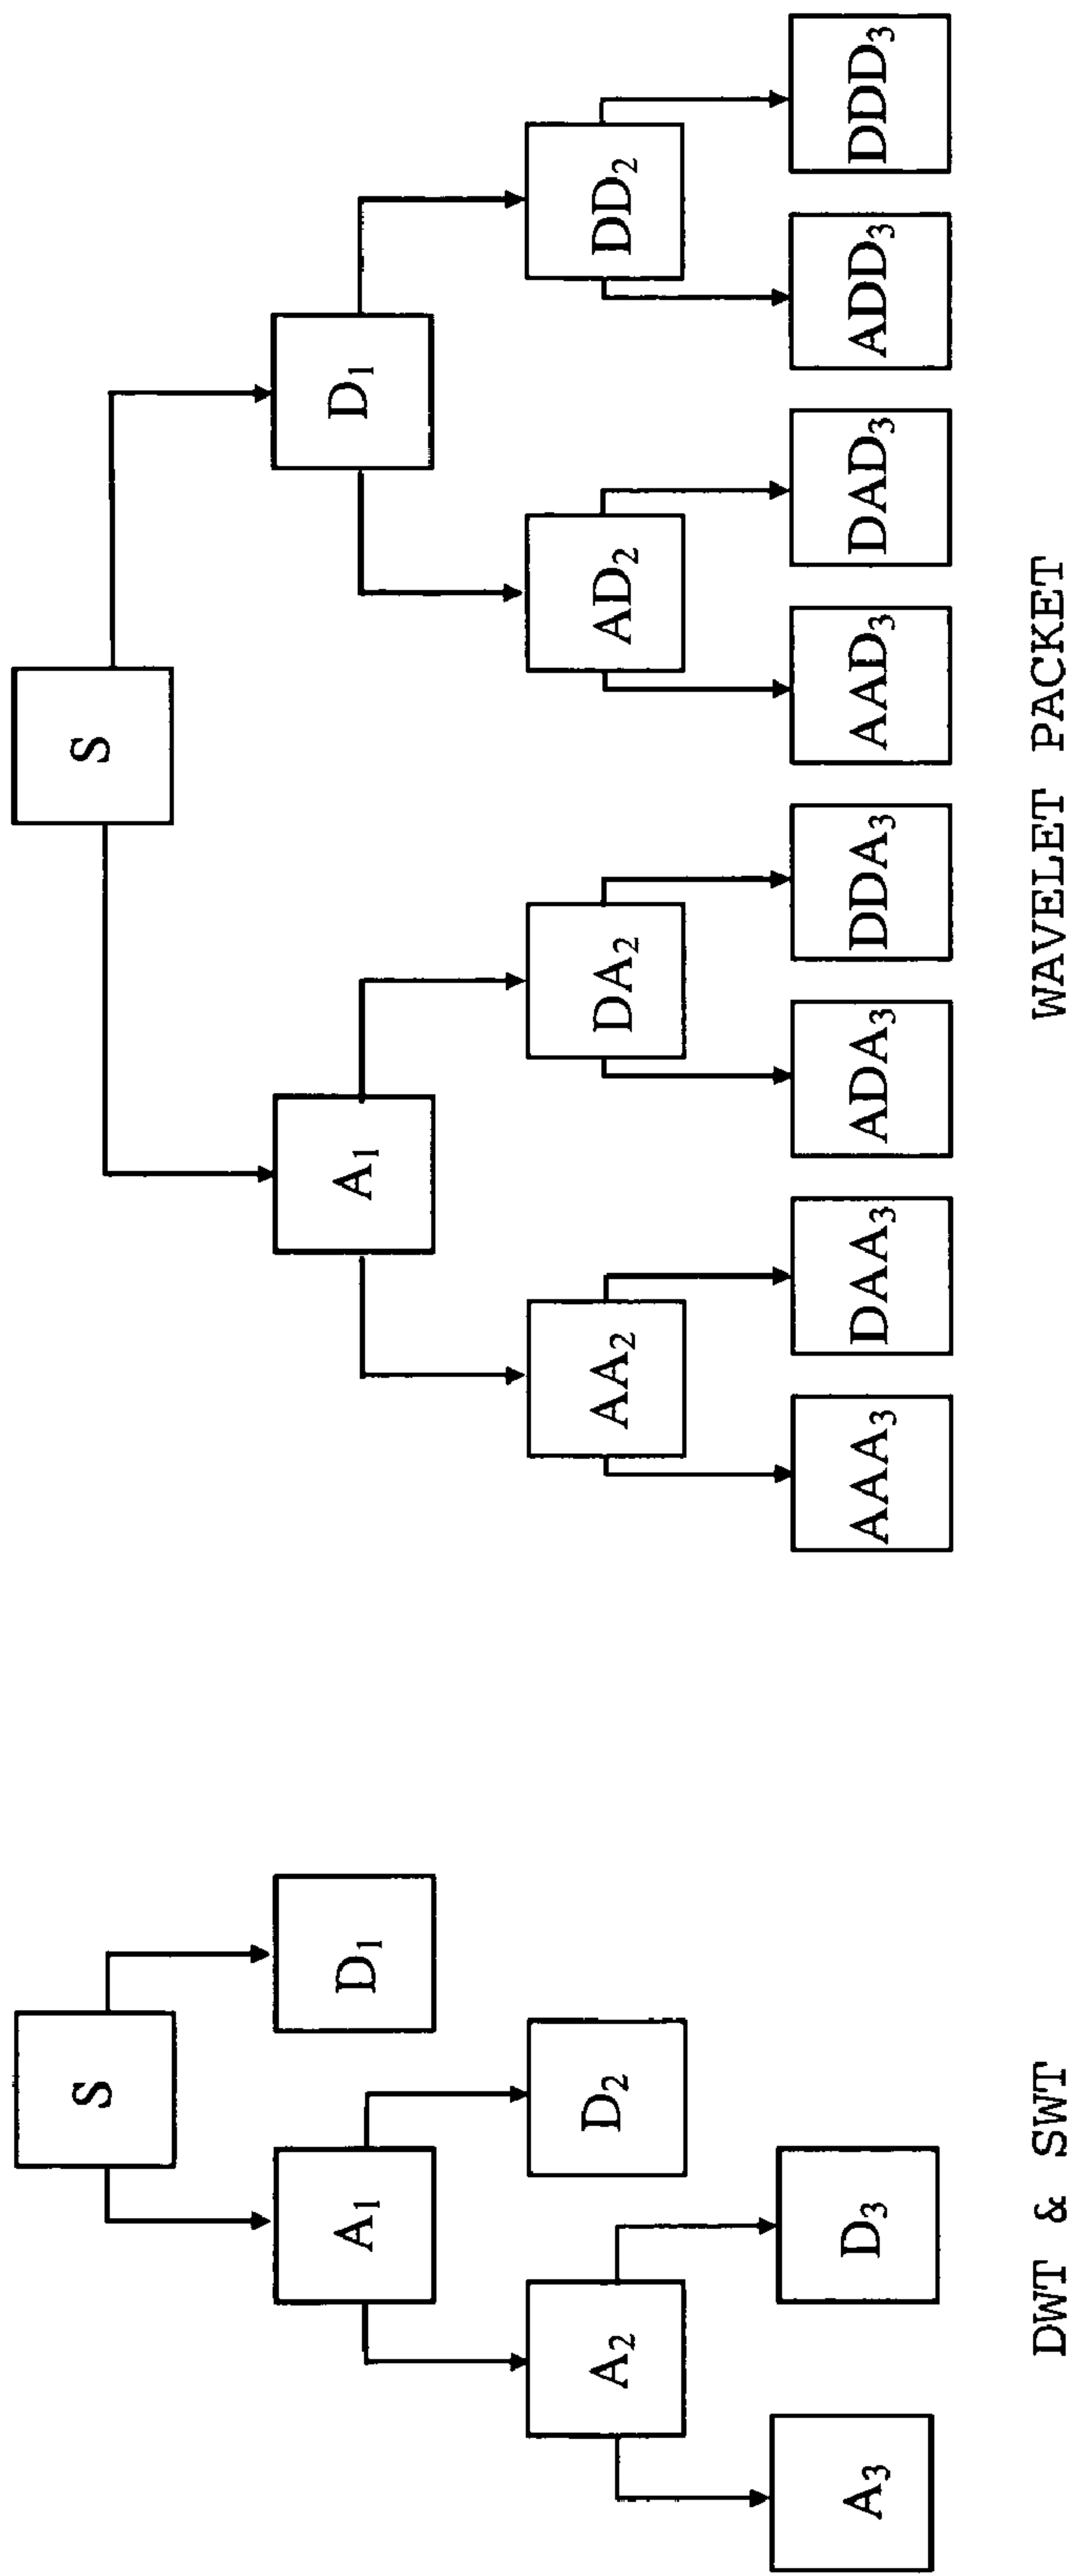 S
A₁ D₁
A₂ D₂
A₃ D₃
DWT & SWT
S
A₁ D₁
AA₂ DA₂ AD₂ DD₂
AAA₃ DAA₃ ADA₃ DDA₃ AAD₃ DAD₃ ADD₃ DDD₃
WAVELET PACKET